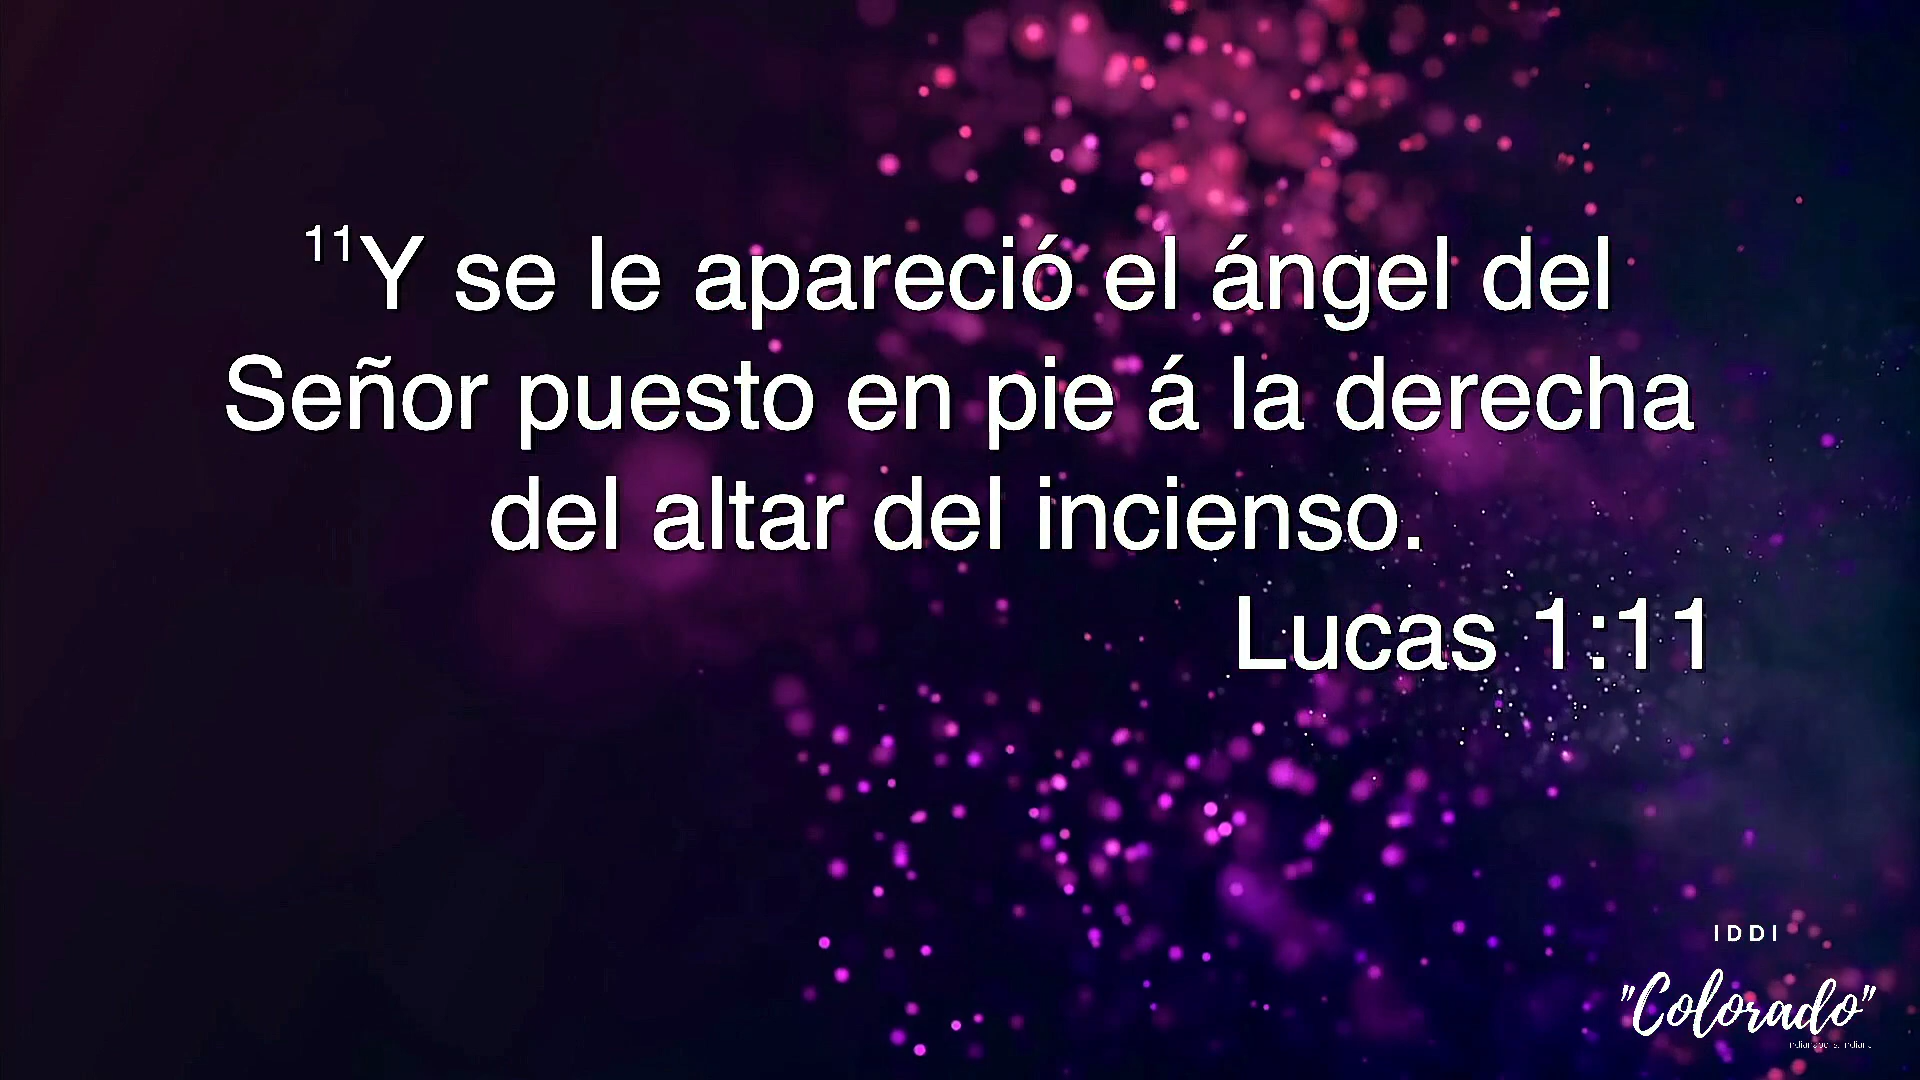 ¹¹Y se le apareció el ángel del
Señor puesto en pie á la derecha
del altar del incienso.
Lucas 1:11
IDDI
"Colorado"